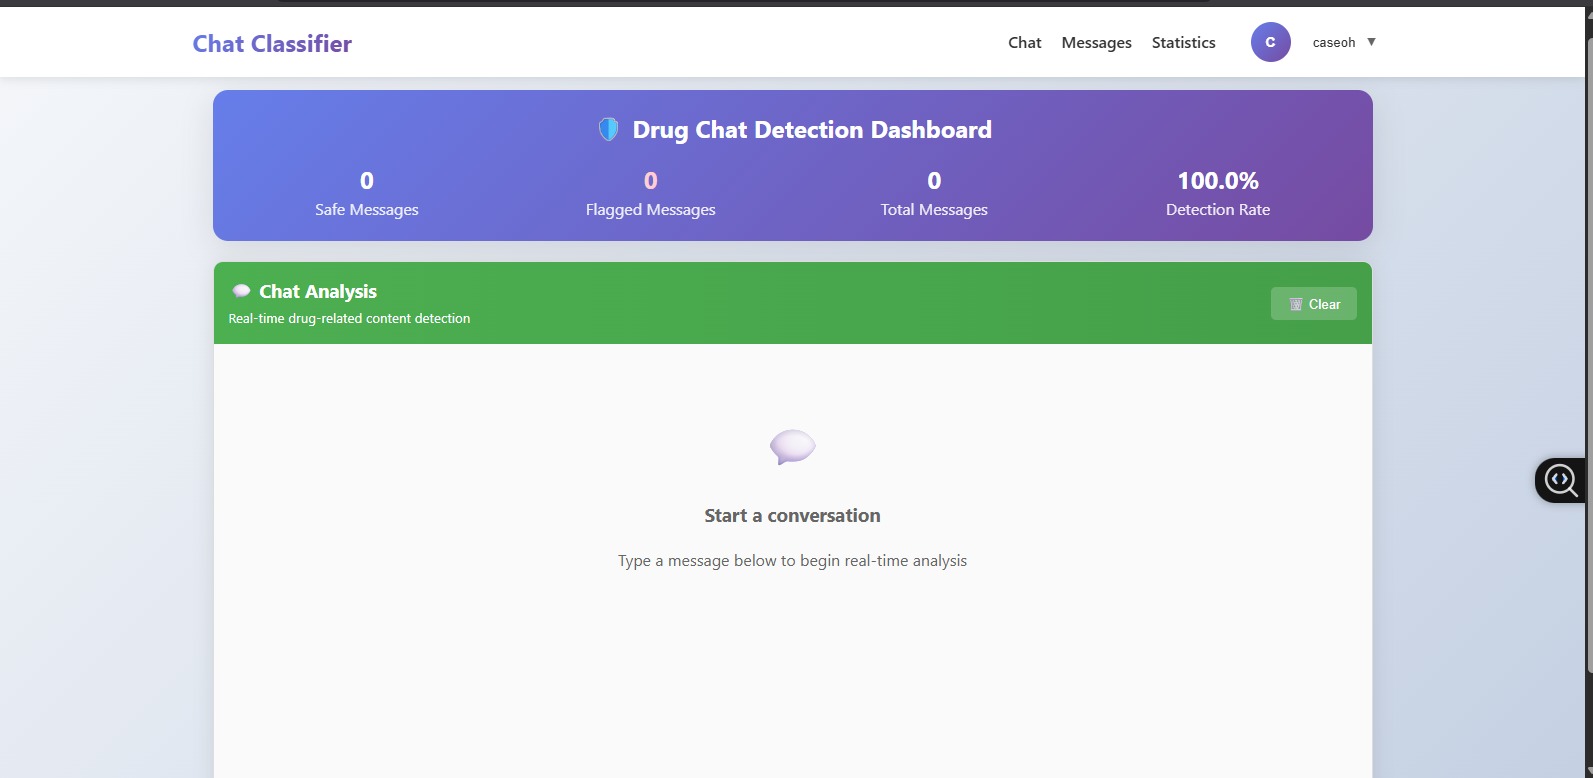 Chat Classifier
Chat Messages Statistics C caseoh ▼
Drug Chat Detection Dashboard
0 0 0 100.0%
Safe Messages Flagged Messages Total Messages Detection Rate
Chat Analysis
Real-time drug-related content detection
Clear
Start a conversation
Type a message below to begin real-time analysis